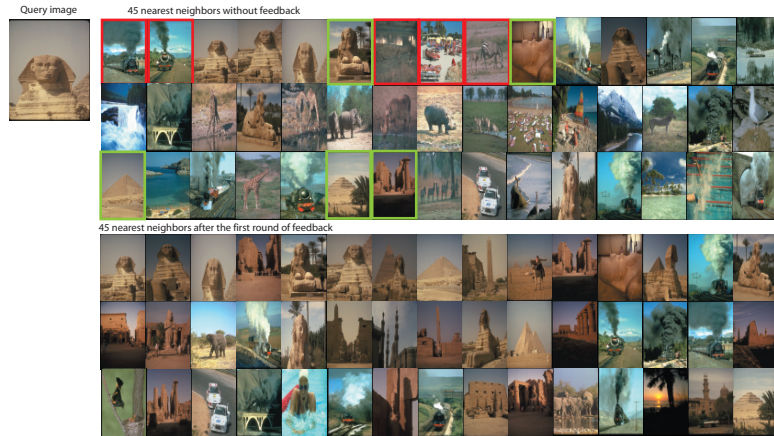 Query image
45 nearest neighbors without feedback
45 nearest neighbors after the first round of feedback